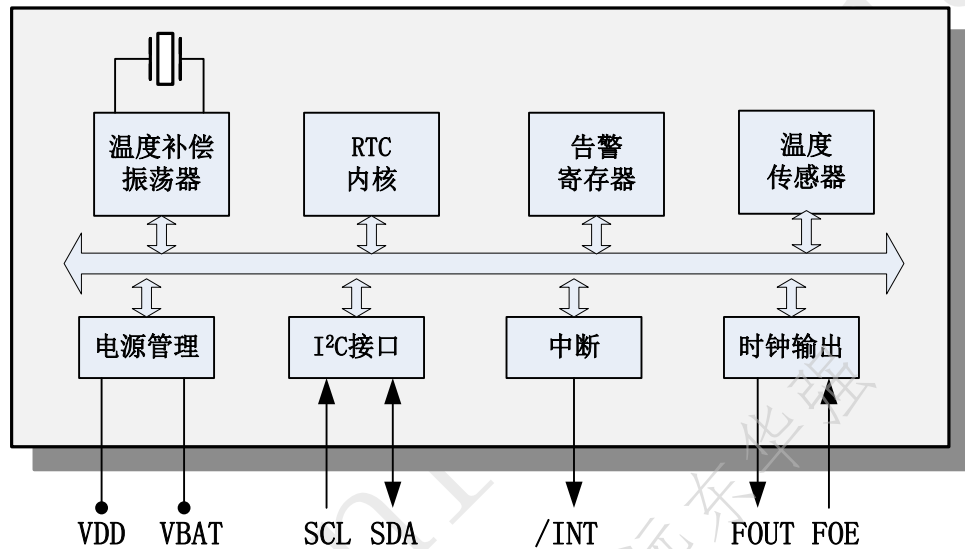 温度补偿
振荡器
RTC
内核
告警
寄存器
温度
传感器
电源管理
I²C接口
中断
时钟输出
VDD VBAT SCL SDA /INT FOUT FOE